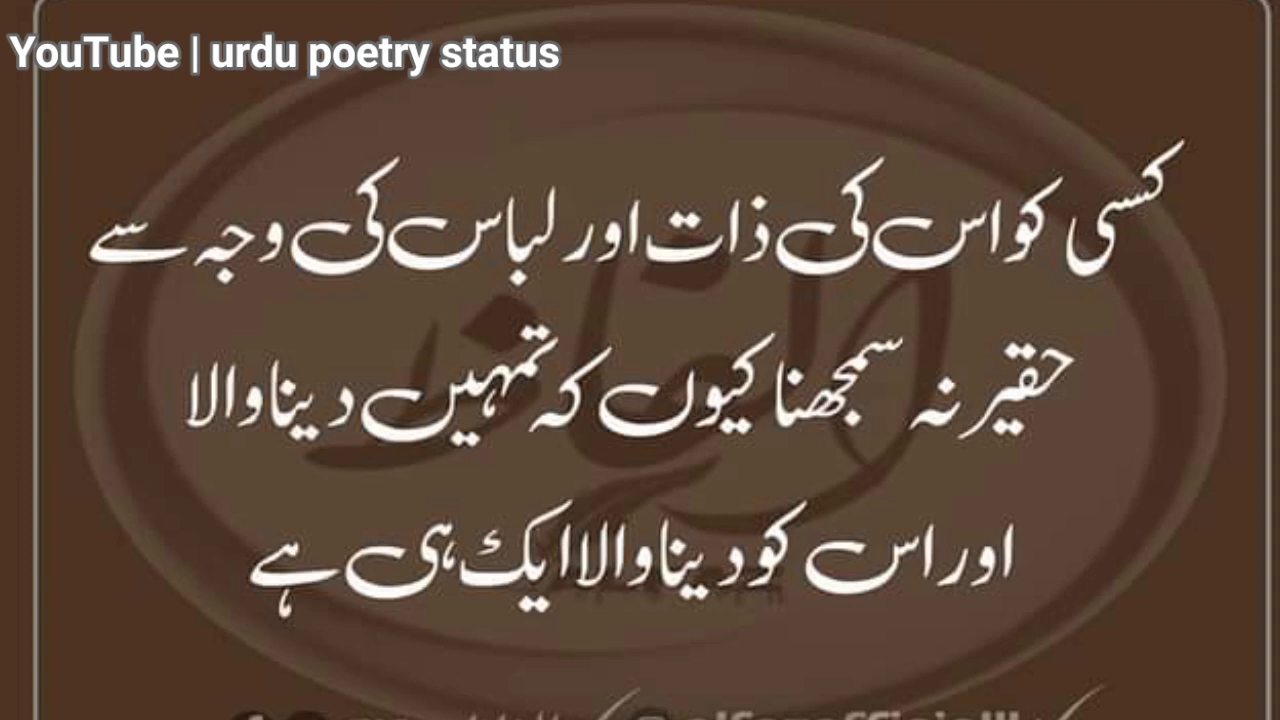 YouTube | urdu poetry status
کسی کو اس کی ذات اور لباس کی وجہ سے
حقیر نہ سمجھنا کیوں کہ تمہیں دینا والا
اور اس کو دینا والا ایک ہی ہے